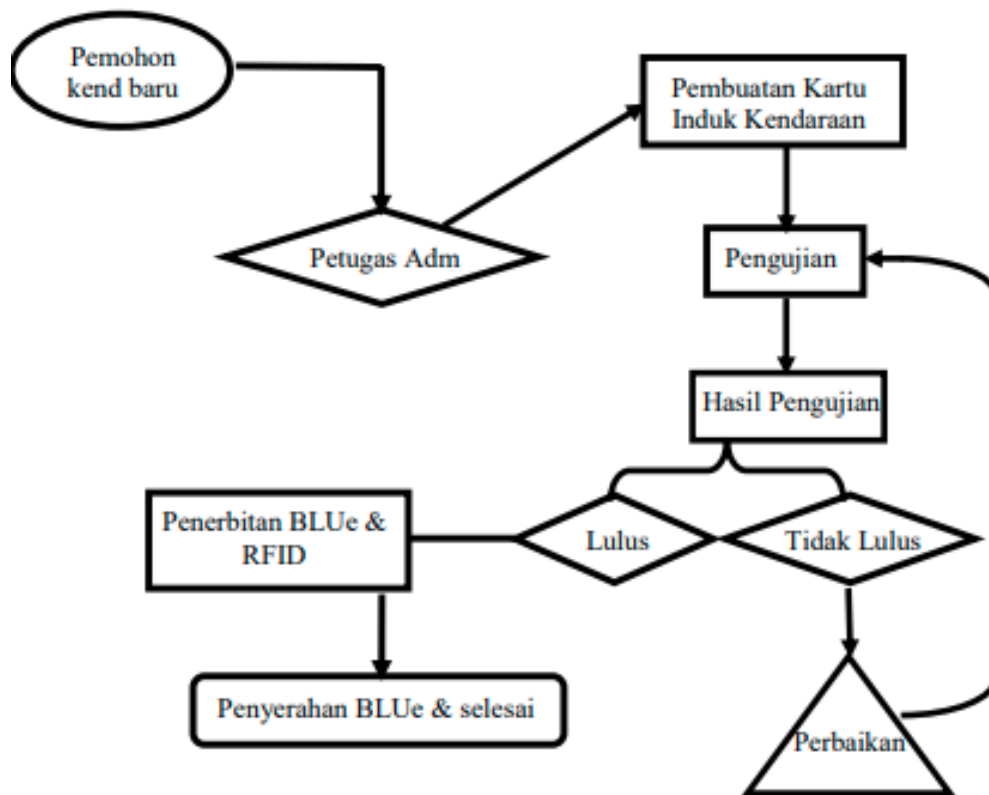 Pemohon
kend baru
Pembuatan Kartu
Induk Kendaraan
Petugas Adm
Pengujian
Hasil Pengujian
Penerbitan BLUe &
RFID
Lulus
Tidak Lulus
Penyerahan BLUe & selesai
Perbaikan